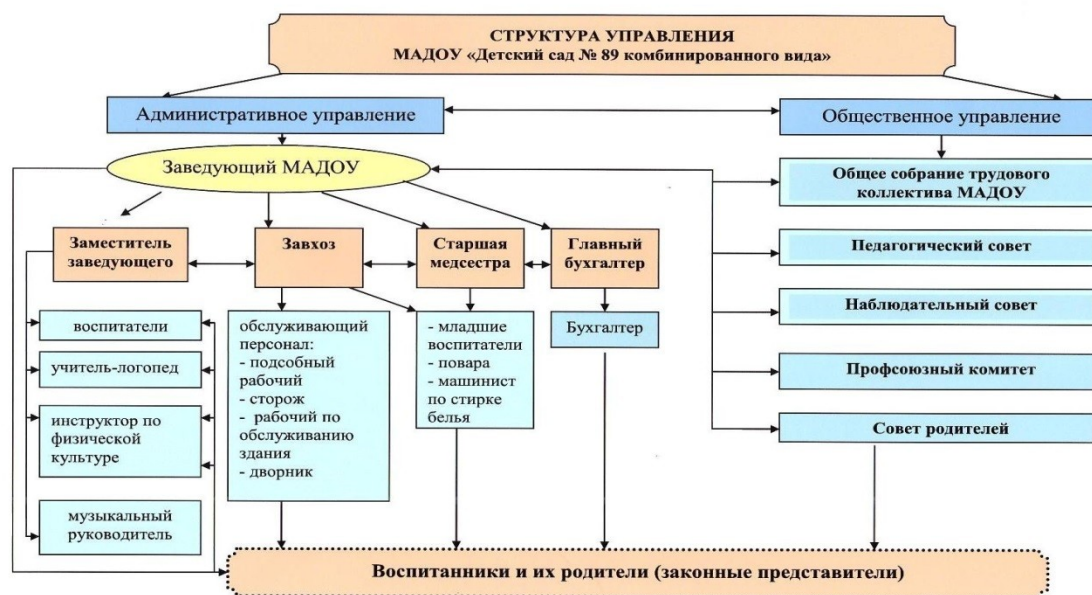 СТРУКТУРА УПРАВЛЕНИЯ
МАДОУ «Детский сад № 89 комбинированного вида»
Административное управление
Общественное управление
Заведующий МАДОУ
Общее собрание трудового
коллектива МАДОУ
Заместитель
заведующего
Завхоз
Старшая
медсестра
Главный
бухгалтер
Педагогический совет
Наблюдательный совет
Профсоюзный комитет
Совет родителей
воспитатели
учитель-логопед
инструктор по
физической
культуре
музыкальный
руководитель
обслуживающий
персонал:
- подсобный
рабочий
- сторож
- рабочий по
обслуживанию
здания
- дворник
- младшие
воспитатели
- повара
- машинист
по стирке
белья
Бухгалтер
Воспитанники и их родители (законные представители)